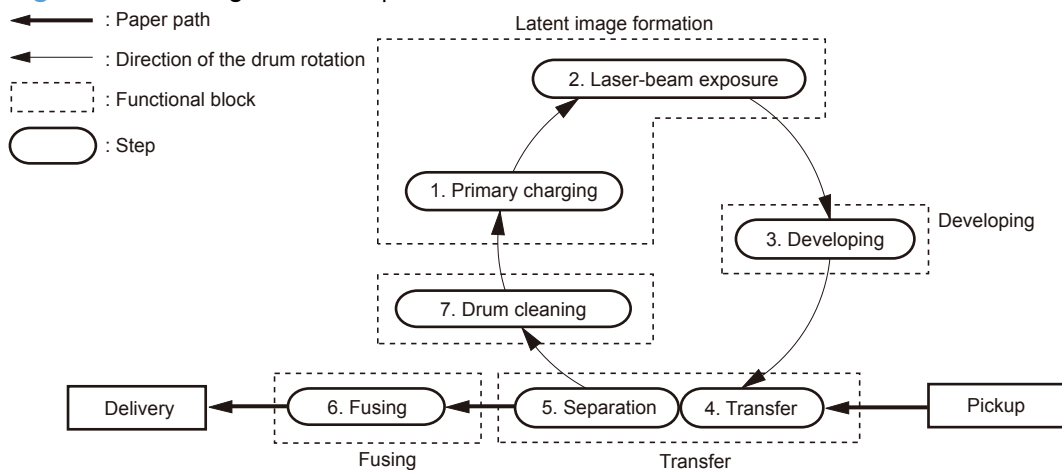 : Paper path
: Direction of the drum rotation
: Functional block
: Step
Latent image formation
2. Laser-beam exposure
1. Primary charging
3. Developing
Developing
7. Drum cleaning
Delivery
6. Fusing
5. Separation
4. Transfer
Pickup
Fusing
Transfer